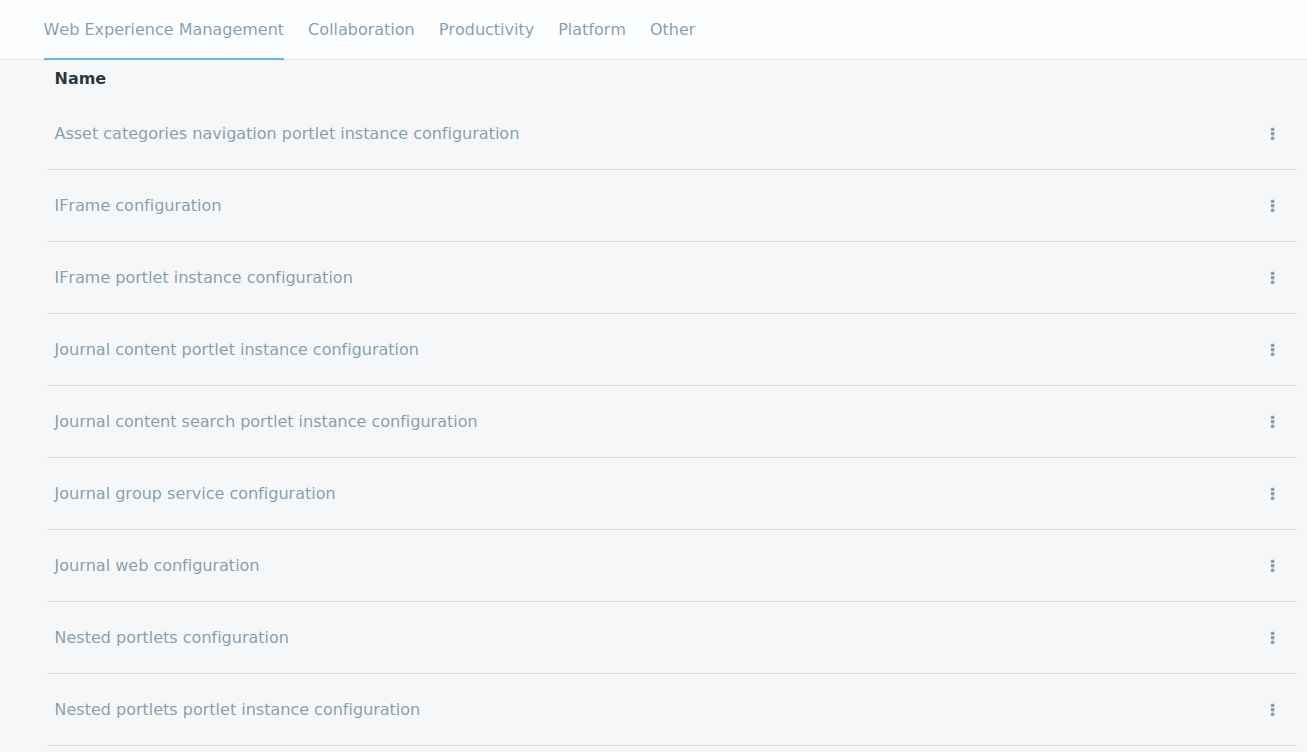 Web Experience Management Collaboration Productivity Platform Other
Name
Asset categories navigation portlet instance configuration
IFrame configuration
IFrame portlet instance configuration
Journal content portlet instance configuration
Journal content search portlet instance configuration
Journal group service configuration
Journal web configuration
Nested portlets configuration
Nested portlets portlet instance configuration